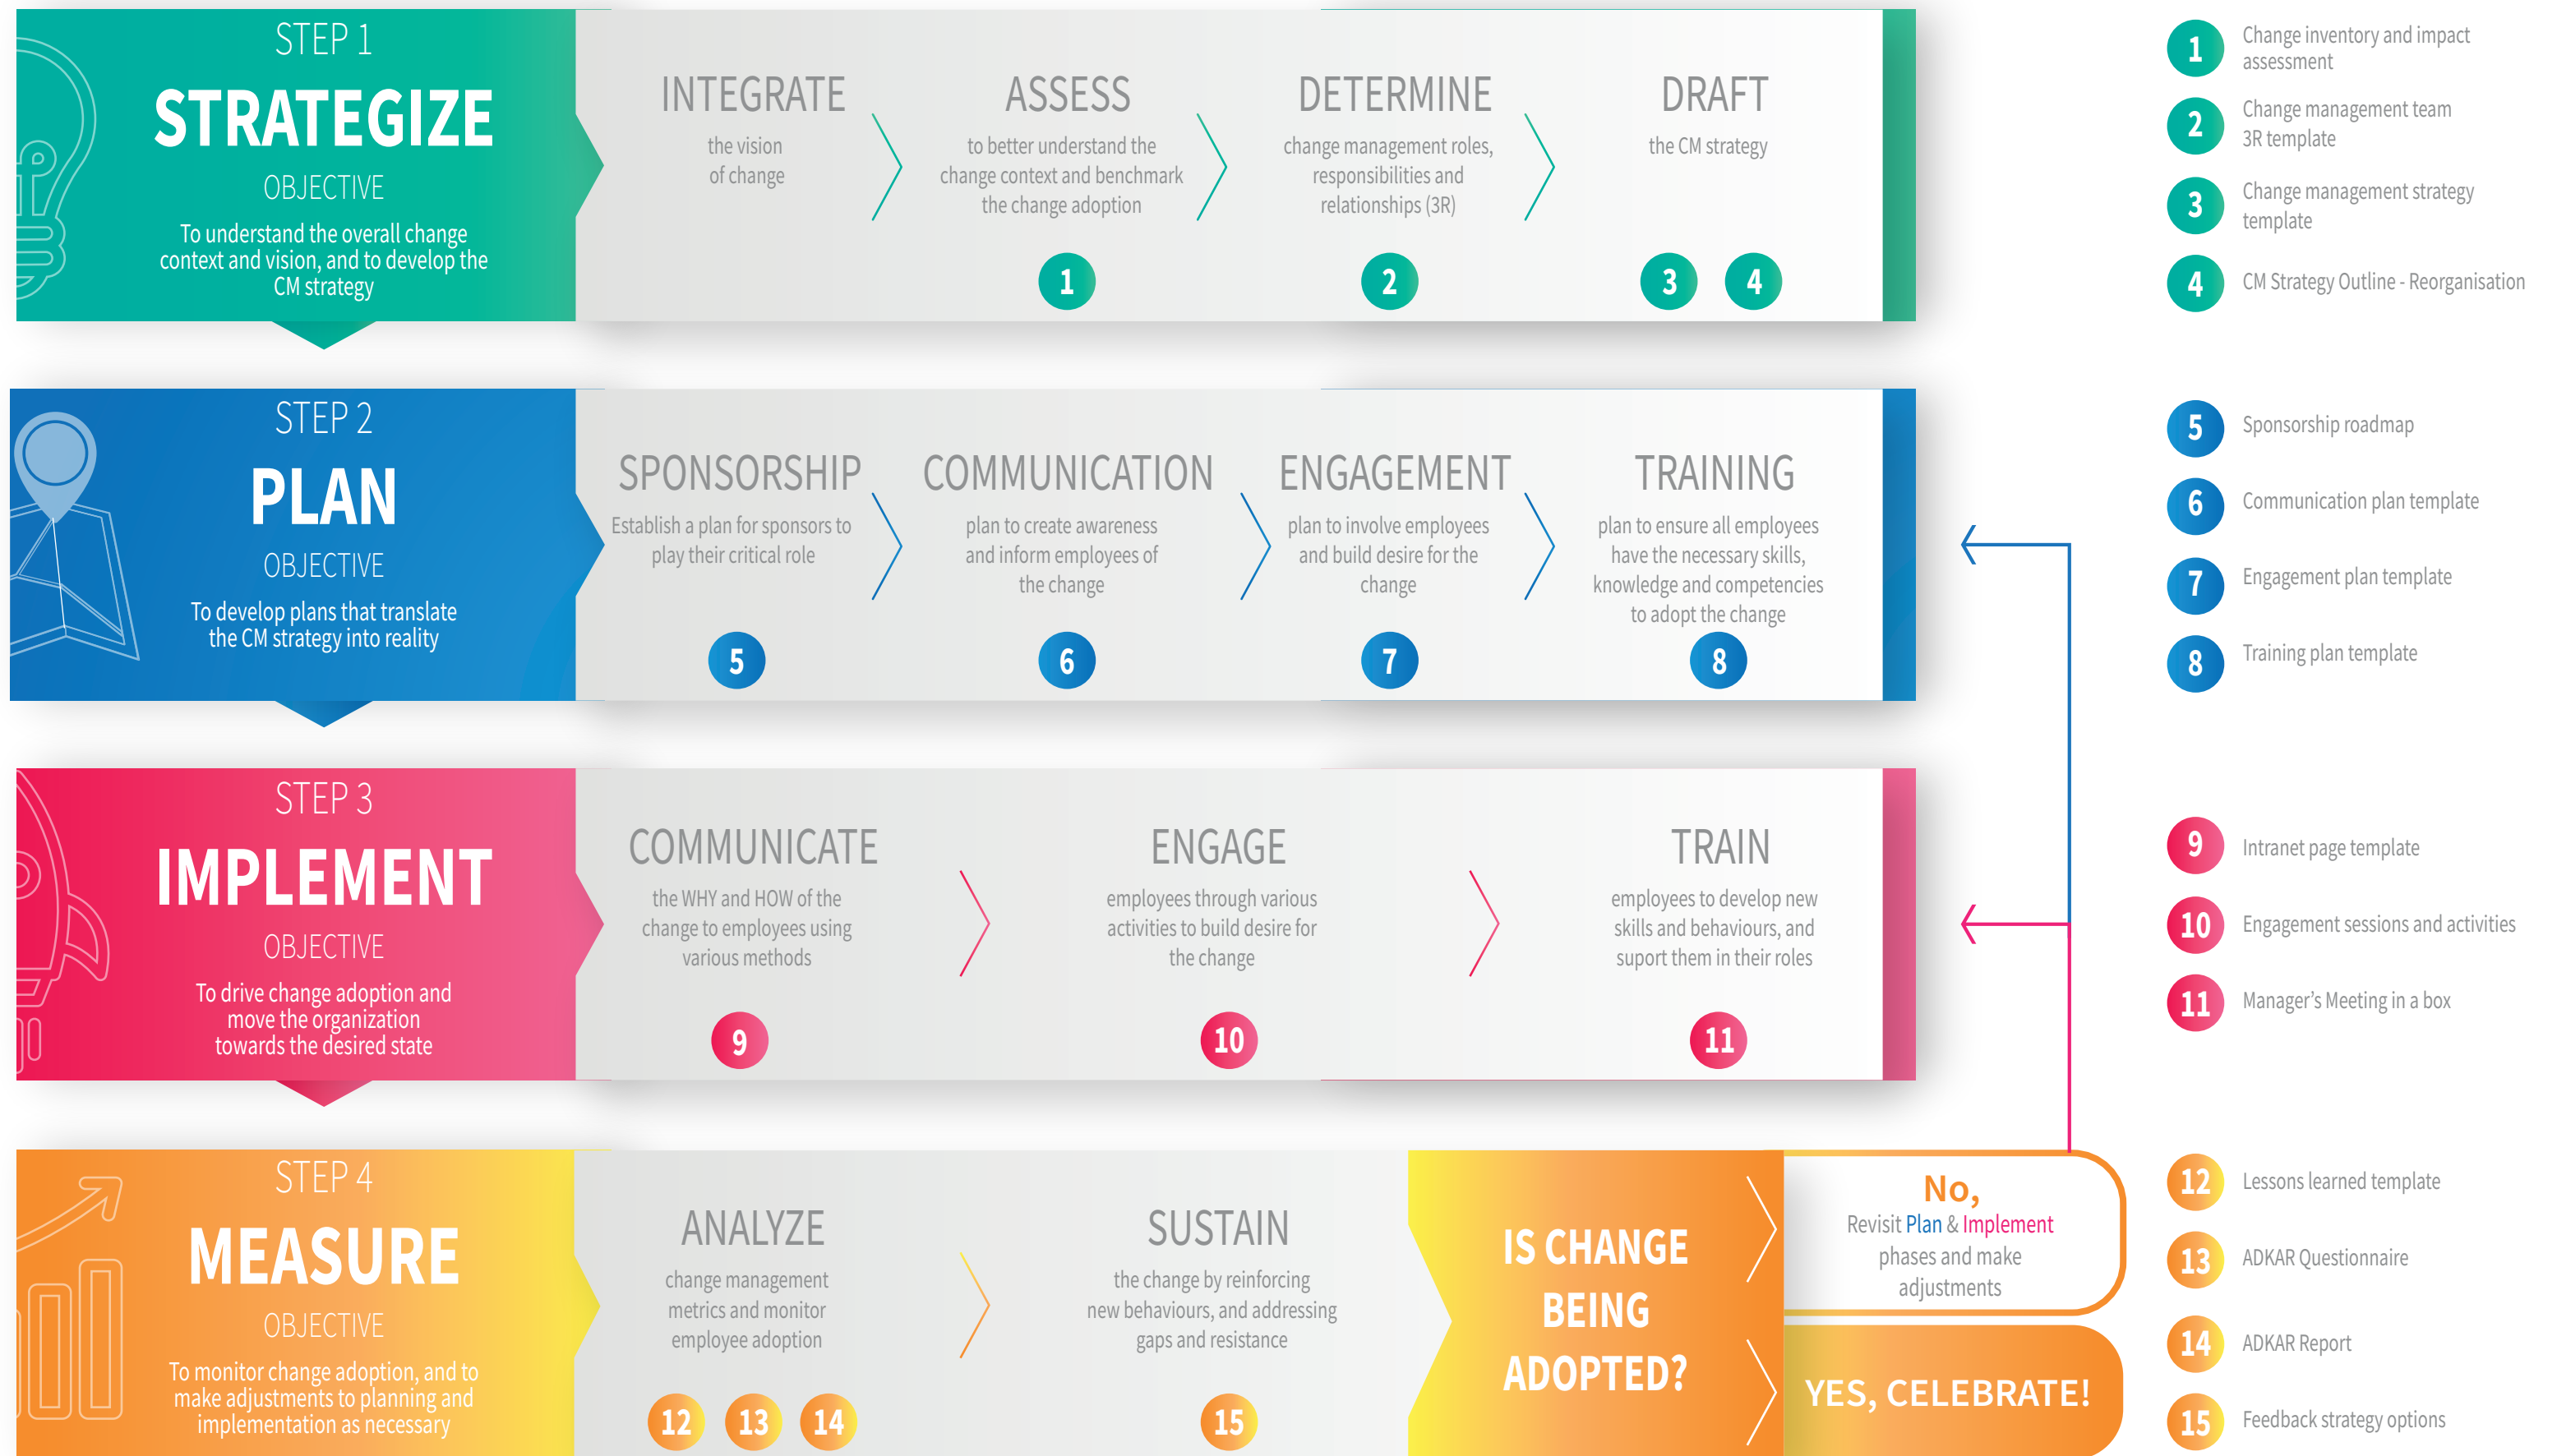 STEP 1
STRATEGIZE
OBJECTIVE
To understand the overall change
context and vision, and to develop the
CM strategy
INTEGRATE
the vision
of change
ASSESS
to better understand the
change context and benchmark
the change adoption
1
DETERMINE
change management roles,
responsibilities and
relationships (3R)
2
DRAFT
the CM strategy
3 4
1 Change inventory and impact
assessment
2 Change management team
3R template
3 Change management strategy
template
4 CM Strategy Outline - Reorganisation
STEP 2
PLAN
OBJECTIVE
To develop plans that translate
the CM strategy into reality
SPONSORSHIP
Establish a plan for sponsors to
play their critical role
5
COMMUNICATION
plan to create awareness
and inform employees of
the change
6
ENGAGEMENT
plan to involve employees
and build desire for the
change
7
TRAINING
plan to ensure all employees
have the necessary skills,
knowledge and competencies
to adopt the change
8
5 Sponsorship roadmap
6 Communication plan template
7 Engagement plan template
8 Training plan template
STEP 3
IMPLEMENT
OBJECTIVE
To drive change adoption and
move the organization
towards the desired state
COMMUNICATE
the WHY and HOW of the
change to employees using
various methods
9
ENGAGE
employees through various
activities to build desire for
the change
10
TRAIN
employees to develop new
skills and behaviours, and
suport them in their roles
11
9 Intranet page template
10 Engagement sessions and activities
11 Manager's Meeting in a box
STEP 4
MEASURE
OBJECTIVE
To monitor change adoption, and to
make adjustments to planning and
implementation as necessary
ANALYZE
change management
metrics and monitor
employee adoption
12 13 14
SUSTAIN
the change by reinforcing
new behaviours, and addressing
gaps and resistance
15
IS CHANGE
BEING
ADOPTED?
No,
Revisit Plan & Implement
phases and make
adjustments
YES, CELEBRATE!
12 Lessons learned template
13 ADKAR Questionnaire
14 ADKAR Report
15 Feedback strategy options